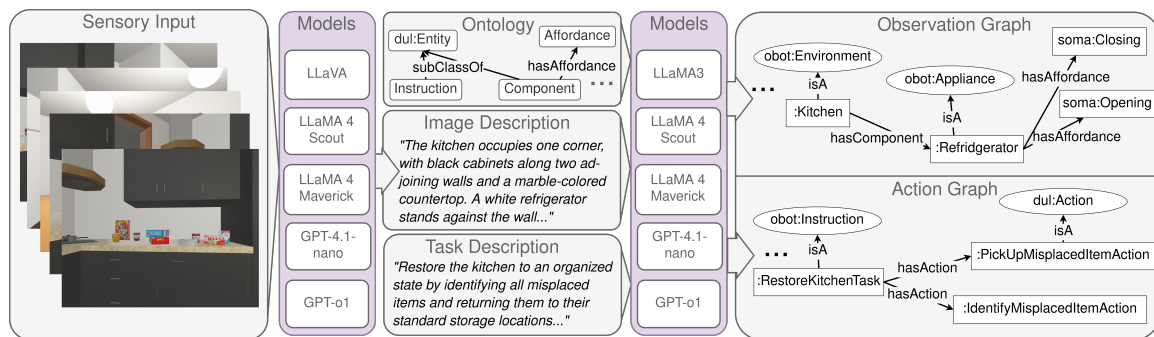 Sensory Input
Models
LLaVA
LLaMA 4
Scout
LLaMA 4
Maverick
GPT-4.1-
nano
GPT-o1
Ontology
dul:Entity
Affordance
subClassOf
hasAffordance
Instruction
Component
...
Image Description
"The kitchen occupies one corner,
with black cabinets along two ad-
joining walls and a marble-colored
countertop. A white refrigerator
stands against the wall..."
Task Description
"Restore the kitchen to an organized
state by identifying all misplaced
items and returning them to their
standard storage locations..."
Models
LLaMA3
LLaMA 4
Scout
LLaMA 4
Maverick
GPT-4.1-
nano
GPT-o1
Observation Graph
soma:Closing
obot:Environment
obot:Appliance
hasAffordance
...
isA
isA
soma:Opening
:Kitchen
hasComponent
hasAffordance
:Refridgerator
Action Graph
dul:Action
obot:Instruction
isA
...
isA
:PickUpMisplacedItemAction
hasAction
:RestoreKitchenTask
hasAction
:IdentifyMisplacedItemAction